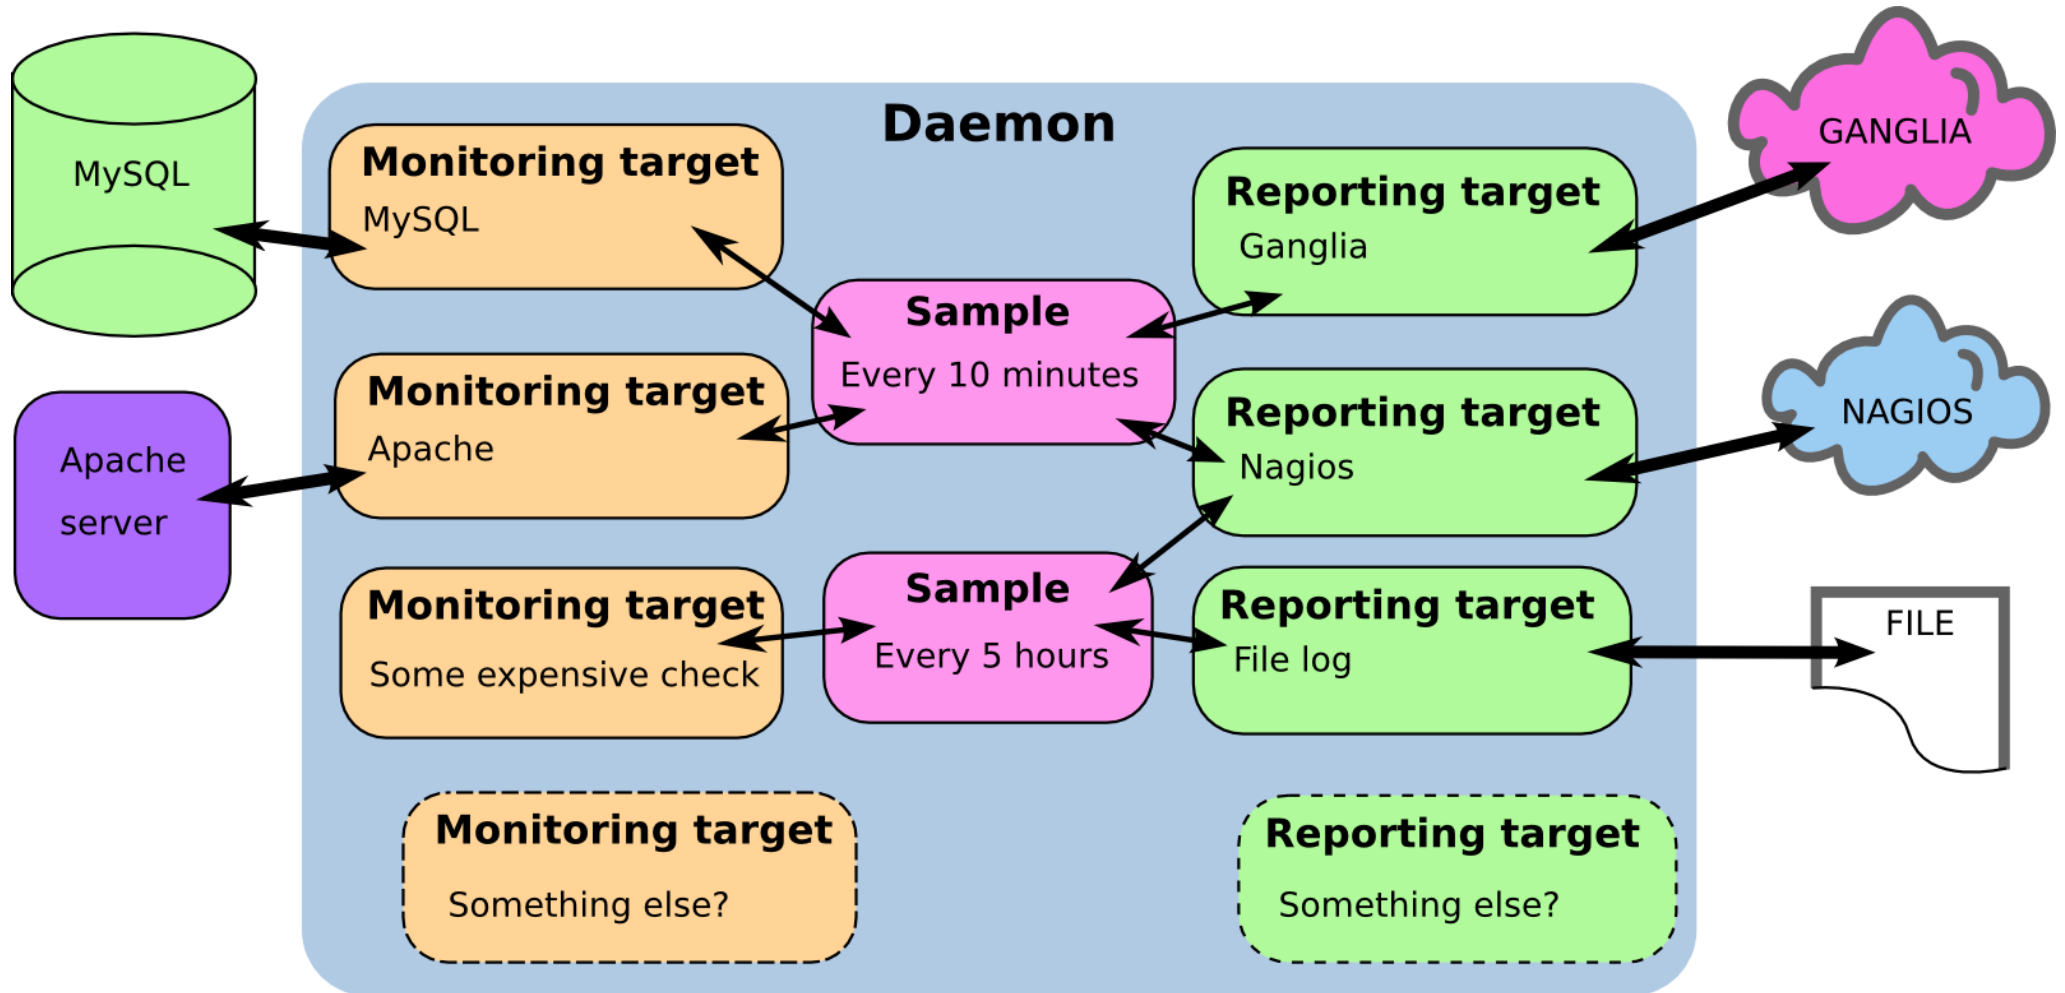 Daemon
MySQL
Apache
server
Monitoring target
MySQL
Monitoring target
Apache
Monitoring target
Some expensive check
Monitoring target
Something else?
Sample
Every 10 minutes
Sample
Every 5 hours
Reporting target
Ganglia
Reporting target
Nagios
Reporting target
File log
Reporting target
Something else?
GANGLIA
NAGIOS
FILE